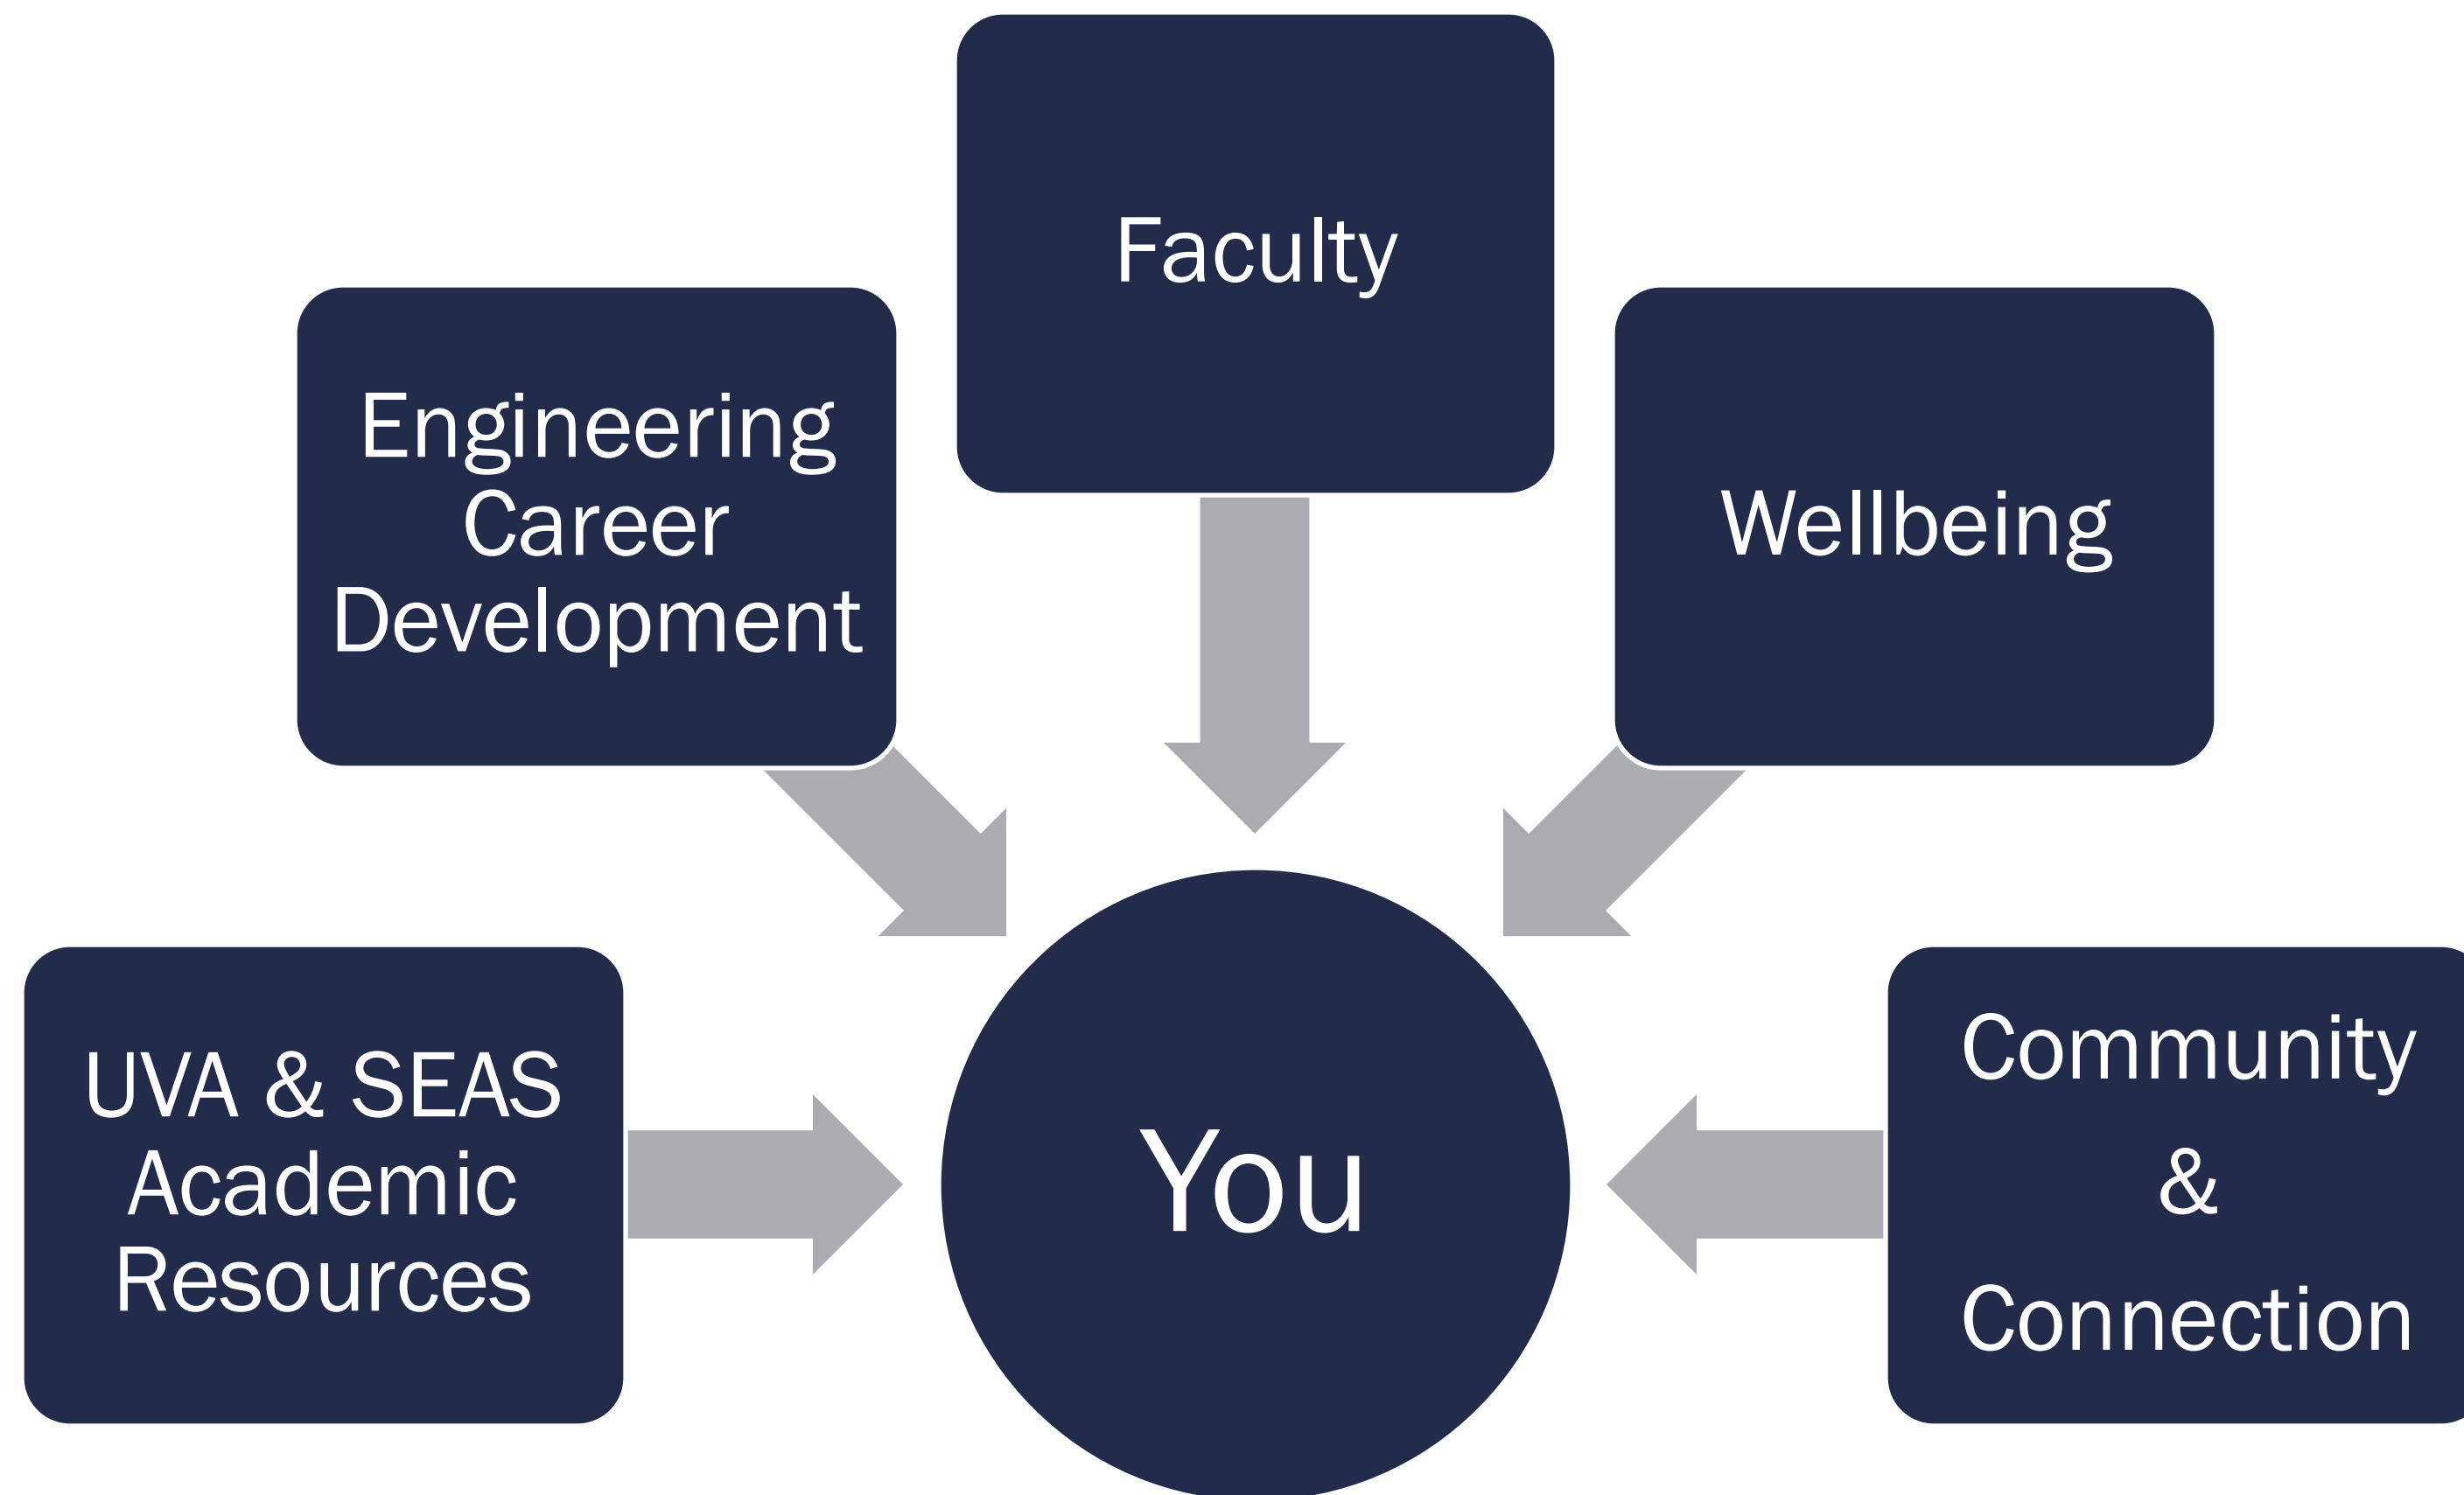 Faculty
Engineering
Career
Development
Wellbeing
UVA & SEAS
Academic
Resources
You
Community
&
Connection